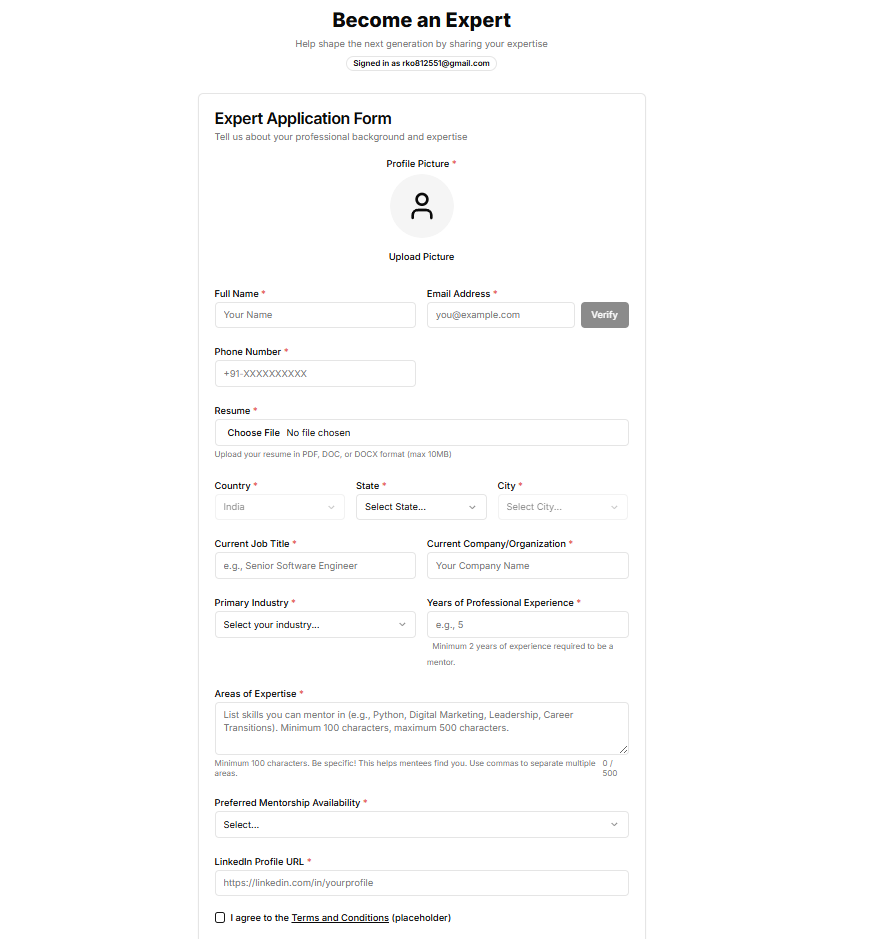 Become an Expert
Help shape the next generation by sharing your expertise
Signed in as rko812551@gmail.com
Expert Application Form
Tell us about your professional background and expertise
Profile Picture *
Upload Picture
Full Name *
Email Address *
Your Name
you@example.com
Verify
Phone Number *
+91-XXXXXXXXXX
Resume *
Choose File No file chosen
Upload your resume in PDF, DOC, or DOCX format (max 10MB)
Country *
State *
City *
India
Select State...
Select City...
Current Job Title *
Current Company/Organization *
e.g., Senior Software Engineer
Your Company Name
Primary Industry *
Years of Professional Experience *
Select your industry...
e.g., 5
Minimum 2 years of experience required to be a
mentor.
Areas of Expertise *
List skills you can mentor in (e.g., Python, Digital Marketing, Leadership, Career
Transitions). Minimum 100 characters, maximum 500 characters.
Minimum 100 characters. Be specific! This helps mentees find you. Use commas to separate multiple
areas.
0 /
500
Preferred Mentorship Availability *
Select...
LinkedIn Profile URL *
https://linkedin.com/in/yourprofile
I agree to the Terms and Conditions (placeholder)